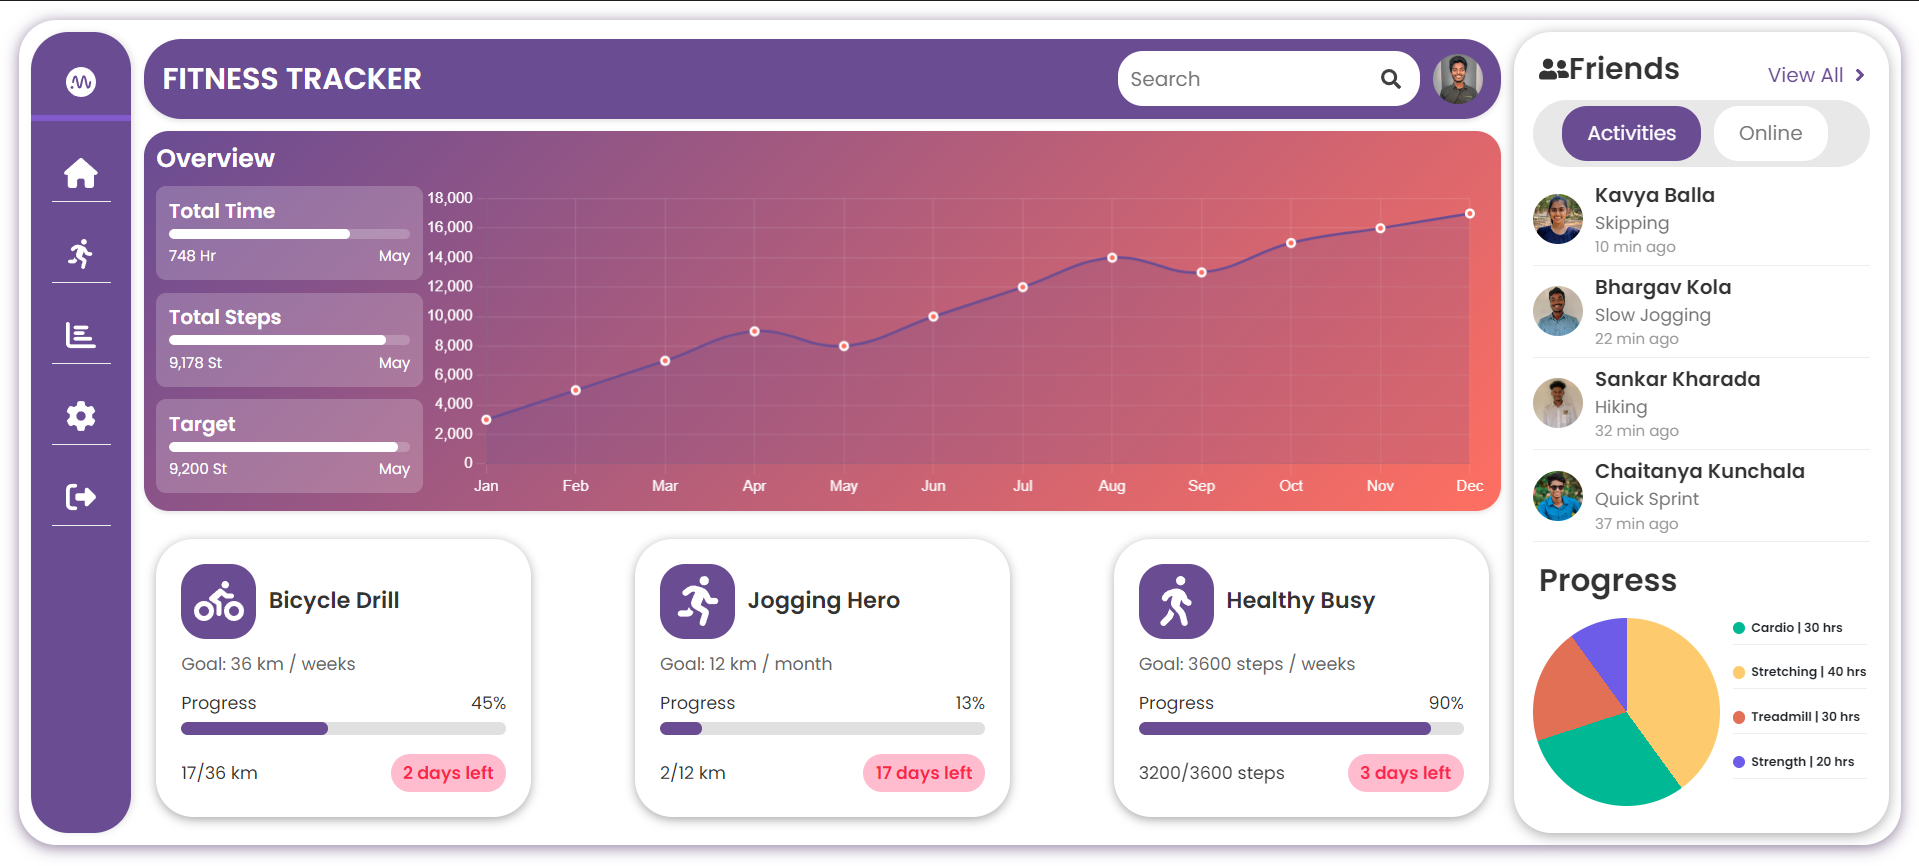 FITNESS TRACKER
Search
Overview
Total Time
748 Hr May
Total Steps
9,178 St May
Target
9,200 St May
18,000
16,000
14,000
12,000
10,000
8,000
6,000
4,000
2,000
0
Jan Feb Mar Apr May Jun Jul Aug Sep Oct Nov Dec
Bicycle Drill
Goal: 36 km / weeks
Progress 45%
17/36 km 2 days left
Jogging Hero
Goal: 12 km / month
Progress 13%
2/12 km 17 days left
Healthy Busy
Goal: 3600 steps / weeks
Progress 90%
3200/3600 steps 3 days left
Friends View All
Activities Online
Kavya Balla
Skipping
10 min ago
Bhargav Kola
Slow Jogging
22 min ago
Sankar Kharada
Hiking
32 min ago
Chaitanya Kunchala
Quick Sprint
37 min ago
Progress
Cardio | 30 hrs
Stretching | 40 hrs
Treadmill | 30 hrs
Strength | 20 hrs